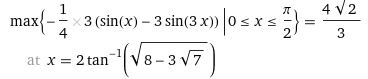 max{-1/4 × 3 (sin(x) - 3 sin(3 x)) | 0 ≤ x ≤ π/2} = 4 √2 / 3
at x = 2 tan⁻¹(√(8 - 3 √7))